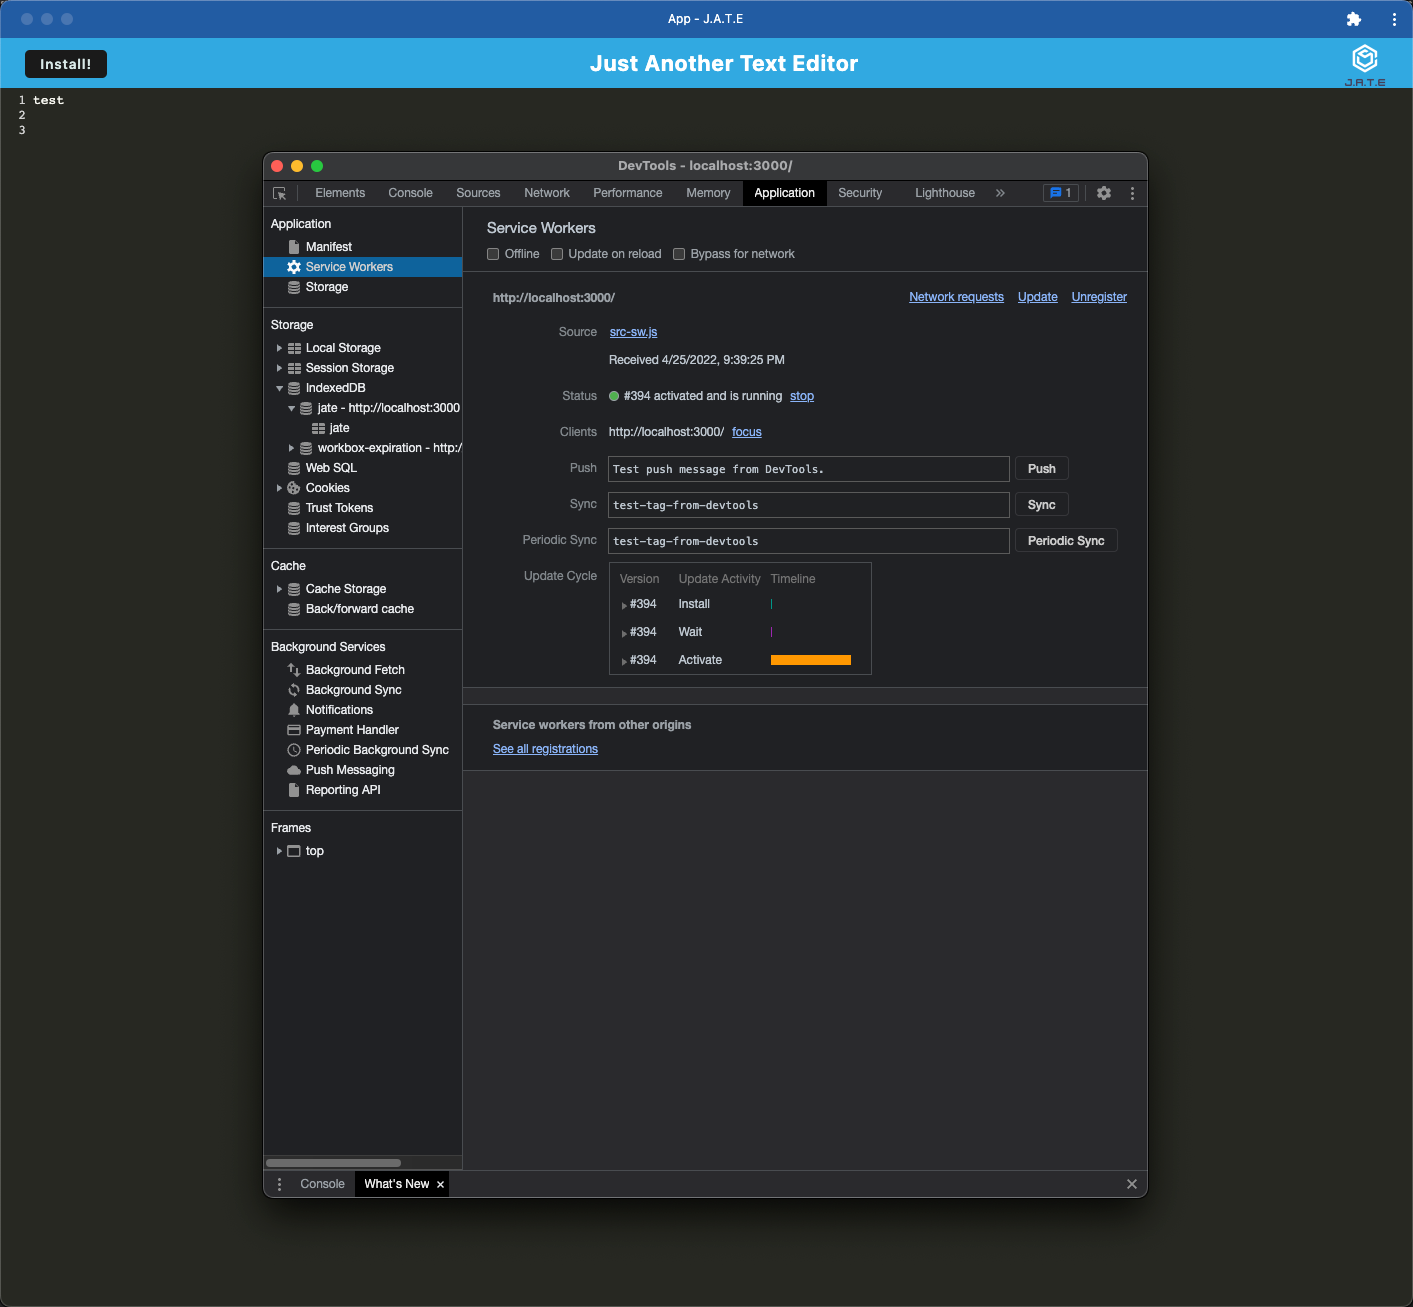 App - J.A.T.E
Install!
Just Another Text Editor
J.A.T.E
1 test
2
3
DevTools - localhost:3000/
Elements Console Sources Network Performance Memory Application Security Lighthouse » 1
Application
Manifest
Service Workers
Storage
Storage
Local Storage
Session Storage
IndexedDB
jate - http://localhost:3000
jate
workbox-expiration - http:/
Web SQL
Cookies
Trust Tokens
Interest Groups
Cache
Cache Storage
Back/forward cache
Background Services
Background Fetch
Background Sync
Notifications
Payment Handler
Periodic Background Sync
Push Messaging
Reporting API
Frames
top
Service Workers
Offline Update on reload Bypass for network
http://localhost:3000/ Network requests Update Unregister
Source src-sw.js
Received 4/25/2022, 9:39:25 PM
Status #394 activated and is running stop
Clients http://localhost:3000/ focus
Push Test push message from DevTools. Push
Sync test-tag-from-devtools Sync
Periodic Sync test-tag-from-devtools Periodic Sync
Update Cycle Version Update Activity Timeline
#394 Install
#394 Wait
#394 Activate
Service workers from other origins
See all registrations
Console What's New ×